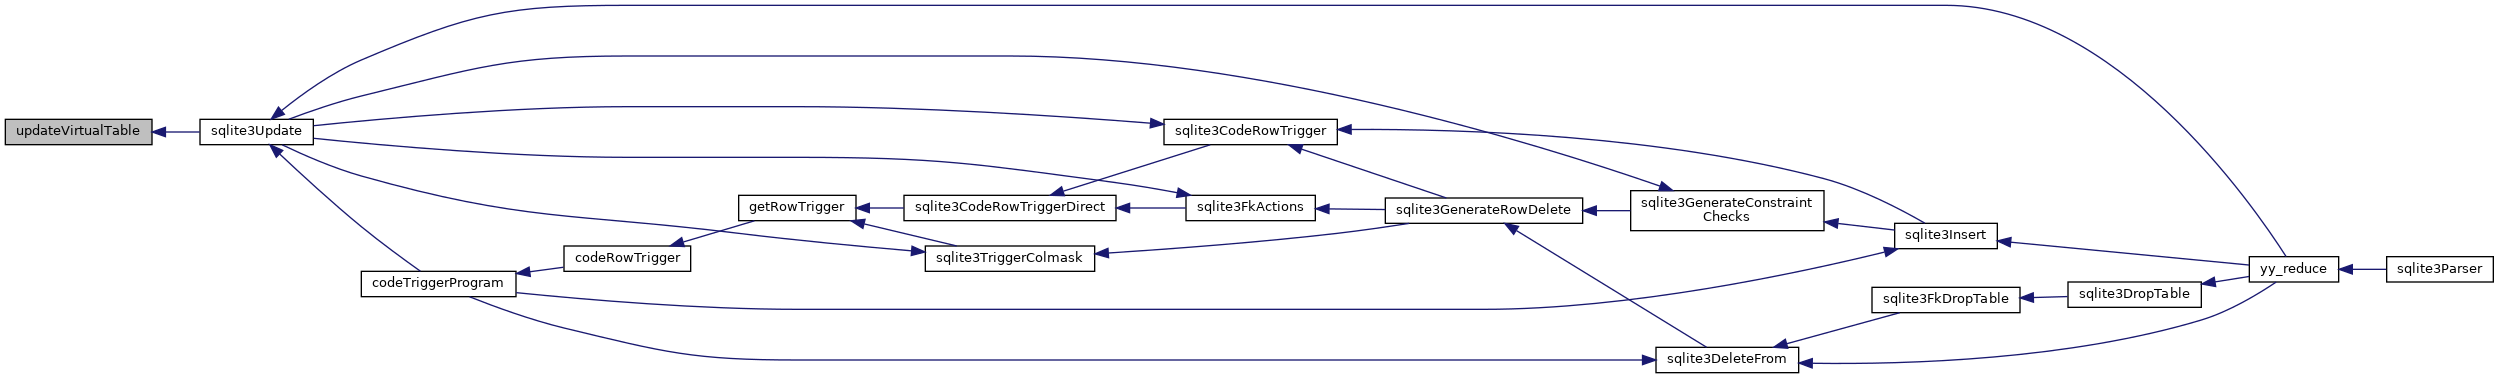 updateVirtualTable
sqlite3Update
codeTriggerProgram
codeRowTrigger
getRowTrigger
sqlite3CodeRowTriggerDirect
sqlite3TriggerColmask
sqlite3CodeRowTrigger
sqlite3FkActions
sqlite3GenerateRowDelete
sqlite3GenerateConstraint
Checks
sqlite3DeleteFrom
sqlite3Insert
sqlite3FkDropTable
sqlite3DropTable
yy_reduce
sqlite3Parser